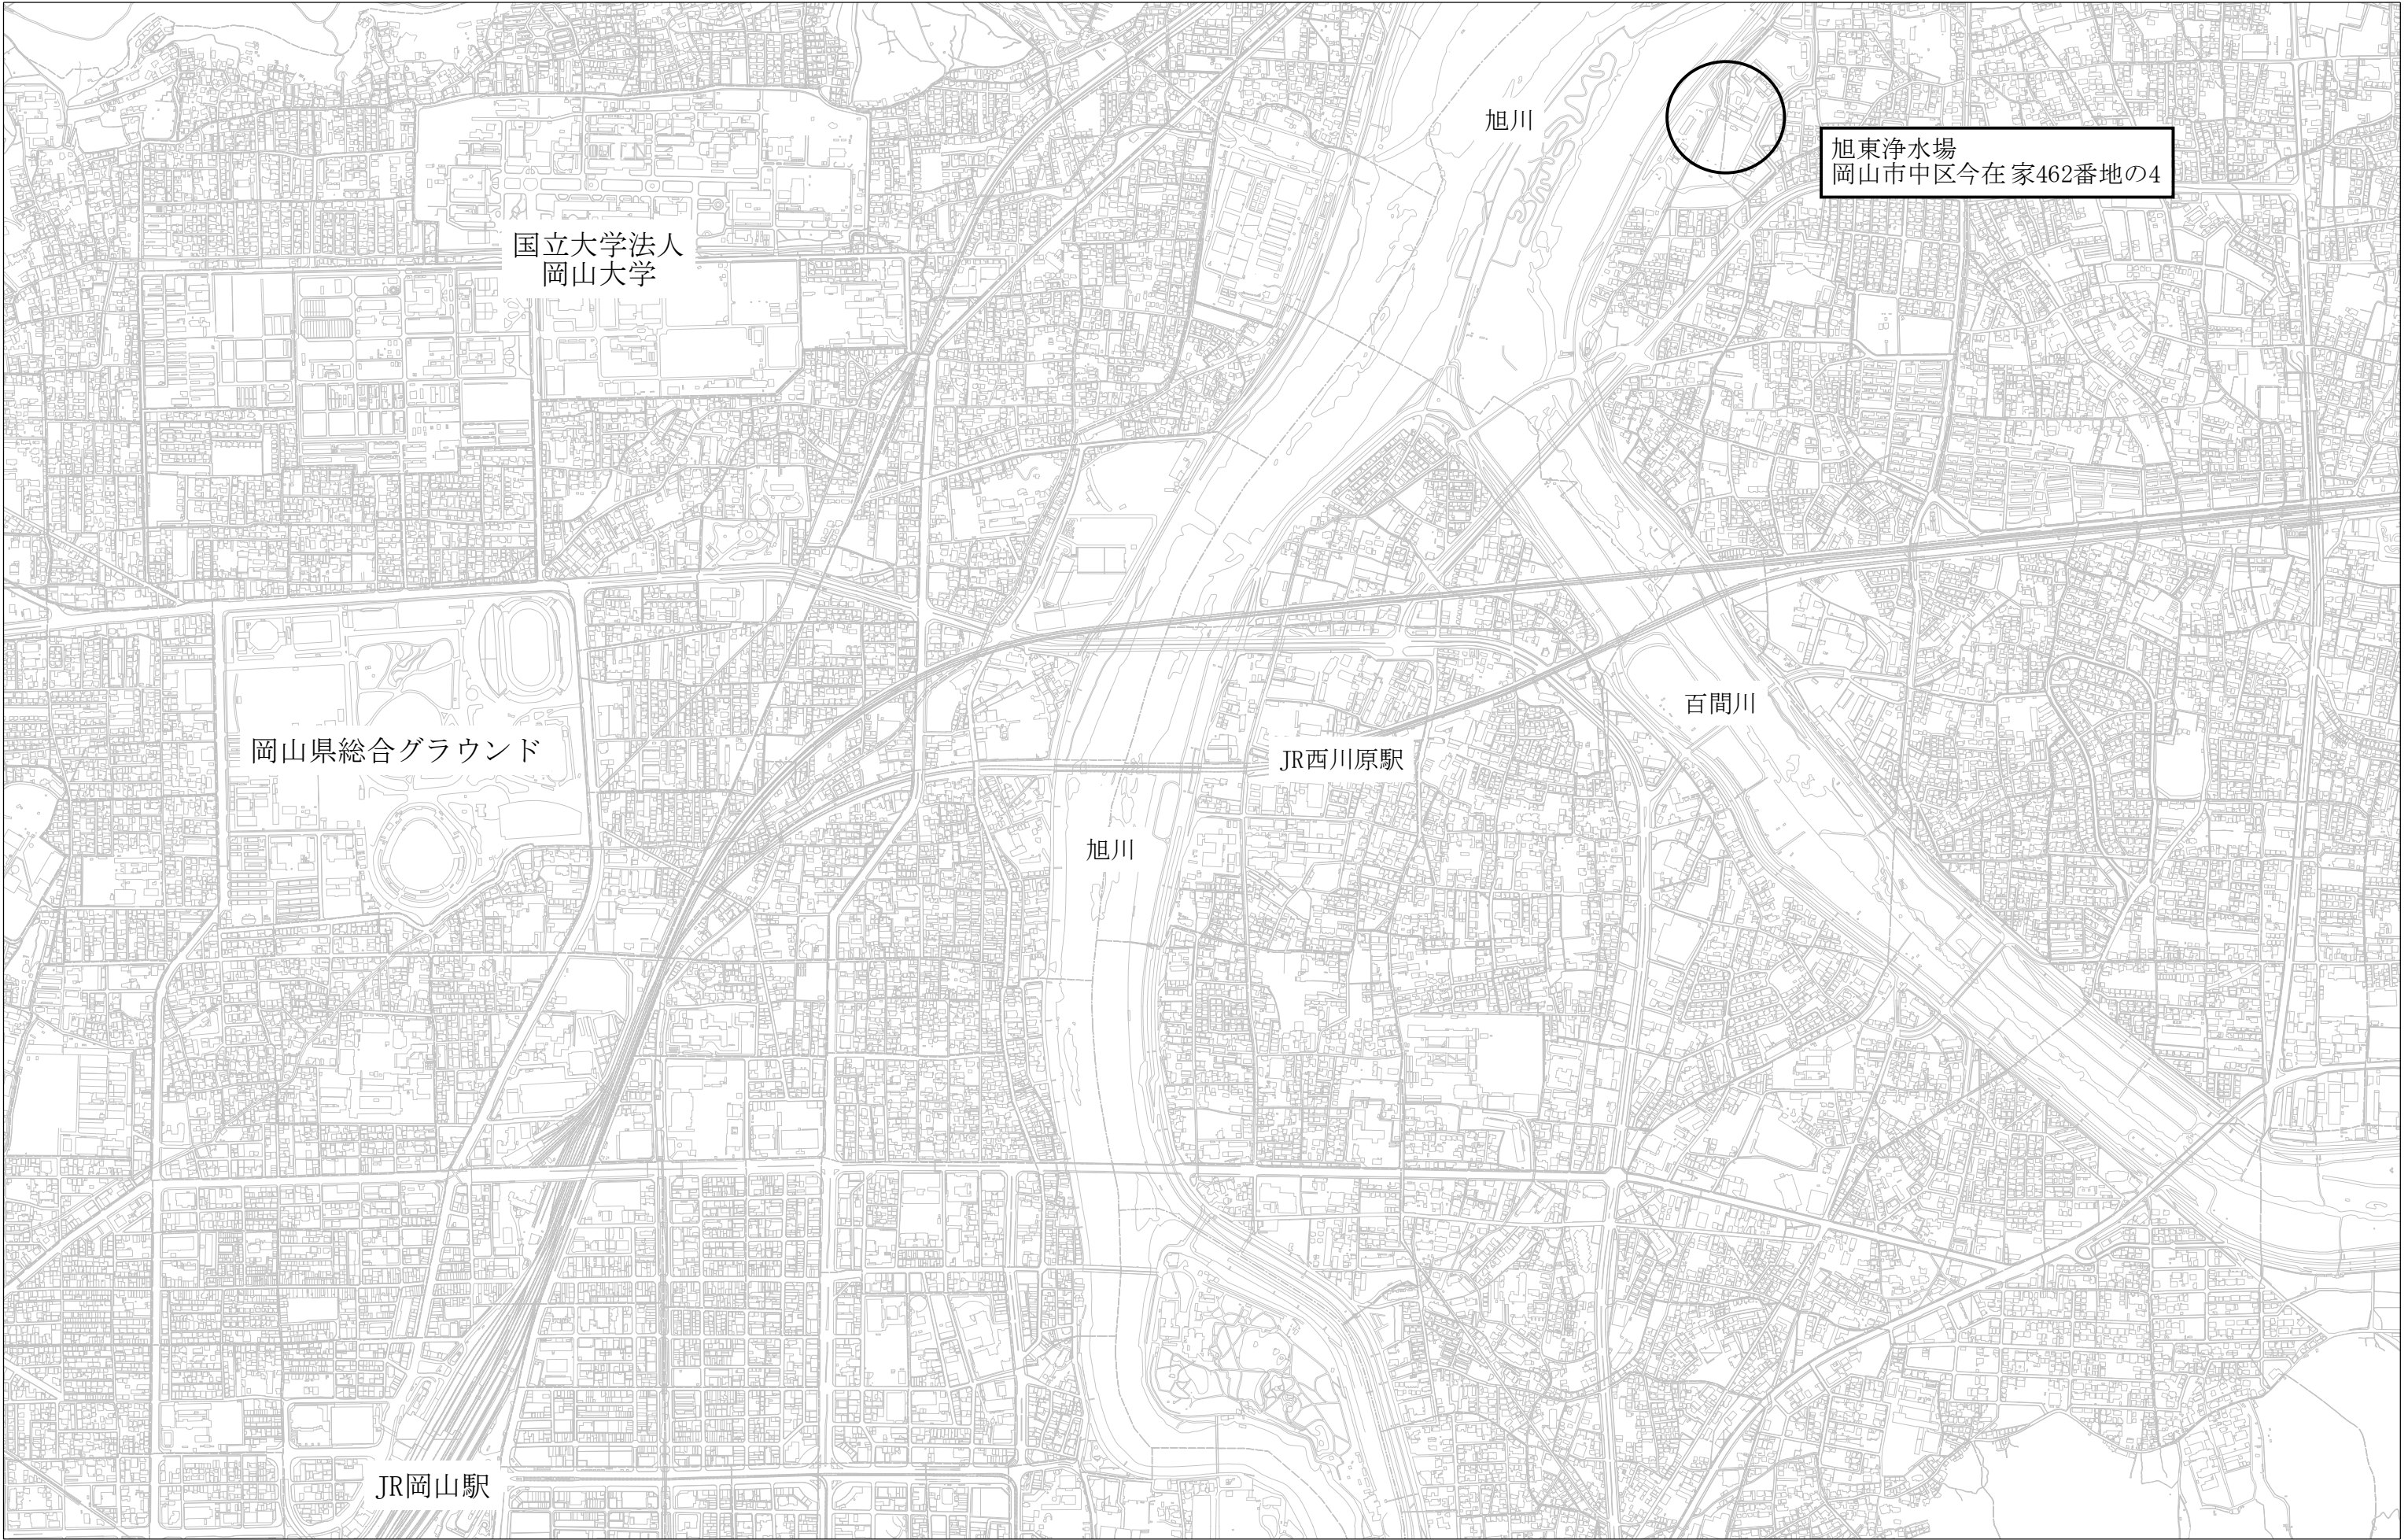 旭川
旭東浄水場
岡山市中区今在家462番地の4
国立大学法人
岡山大学
百間川
岡山県総合グラウンド
JR西川原駅
旭川
JR岡山駅